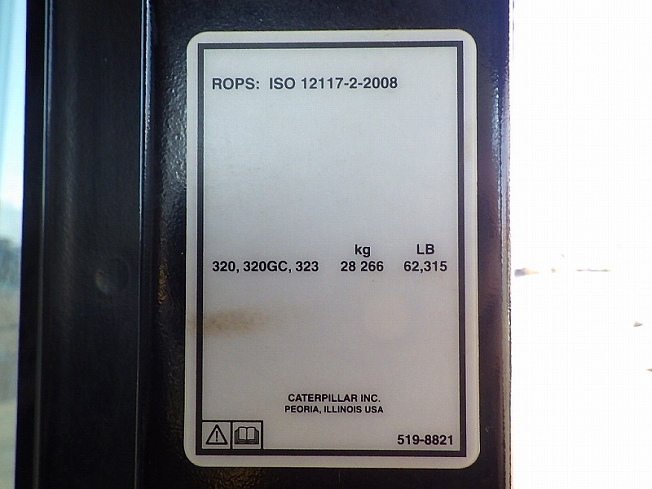 ROPS: ISO 12117-2-2008
kg LB
320, 320GC, 323 28 266 62,315
CATERPILLAR INC.
PEORIA, ILLINOIS USA
519-8821